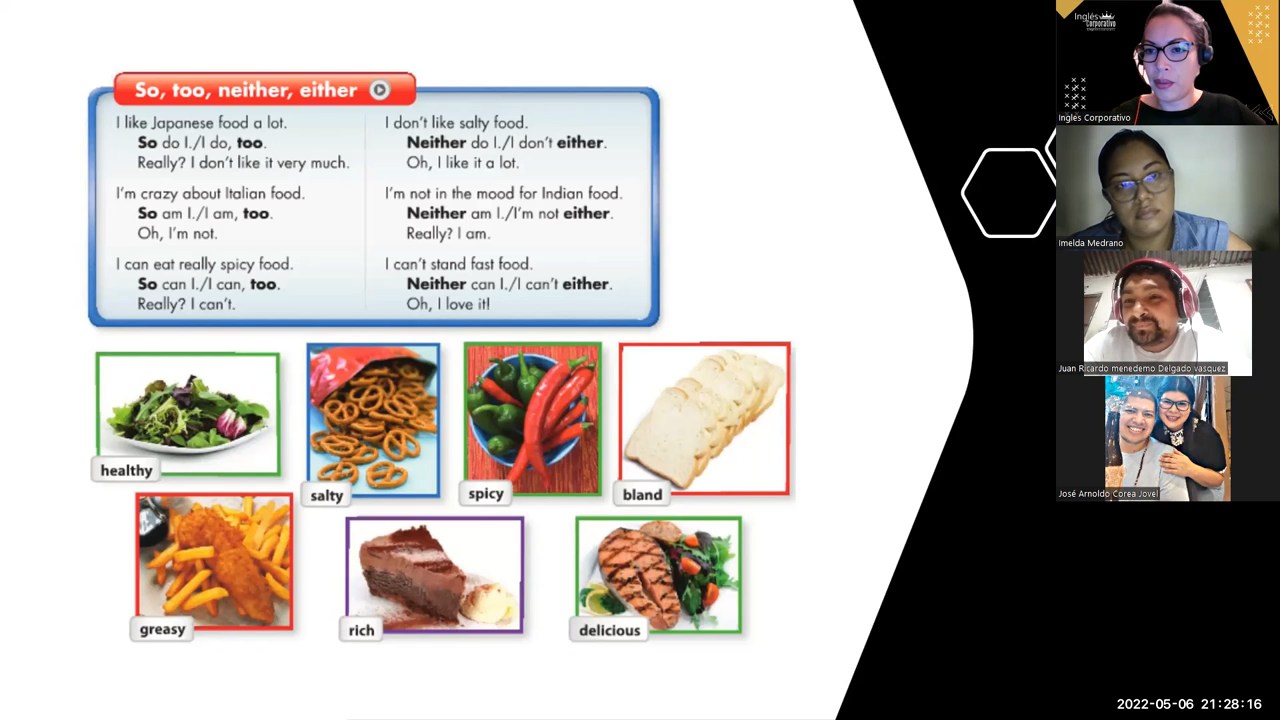 So, too, neither, either
I like Japanese food a lot.
So do I./I do, too.
Really? I don't like it very much.
I'm crazy about Italian food.
So am I./I am, too.
Oh, I'm not.
I can eat really spicy food.
So can I./I can, too.
Really? I can't.
I don't like salty food.
Neither do I./I don't either.
Oh, I like it a lot.
I'm not in the mood for Indian food.
Neither am I./I'm not either.
Really? I am.
I can't stand fast food.
Neither can I./I can't either.
Oh, I love it!
healthy
salty
spicy
bland
greasy
rich
delicious
Inglés
Corporativo
Inglés Corporativo
Imelda Medrano
Juan Ricardo menedemo Delgado vasquez
José Arnoldo Corea Jovel
2022-05-06 21:28:16